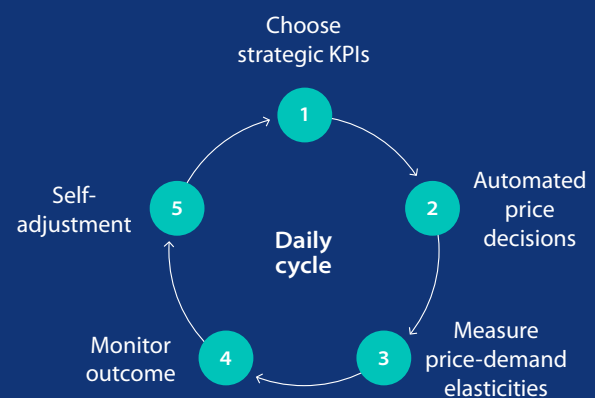 Choose
strategic KPIs
1
Automated
price
decisions
2
Measure
price-demand
elasticities
3
Monitor
outcome
4
Self-
adjustment
5
Daily
cycle